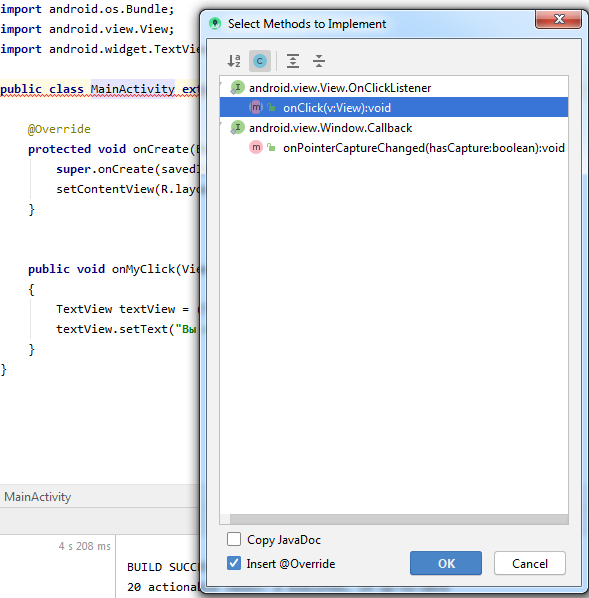 import android.os.Bundle;
import android.view.View;
import android.widget.TextVie
public class MainActivity ext
@Override
protected void onCreate(B
super.onCreate(savedI
setContentView(R.layo
}
public void onMyClick(Vie
{
TextView textView = (
textView.setText("Вы
}
}
MainActivity
4 s 208 ms
BUILD SUCCE
20 actionab
Select Methods to Implement
android.view.View.OnClickListener
onClick(v:View):void
android.view.Window.Callback
onPointerCaptureChanged(hasCapture:boolean):void
Copy JavaDoc
Insert @Override
OK
Cancel